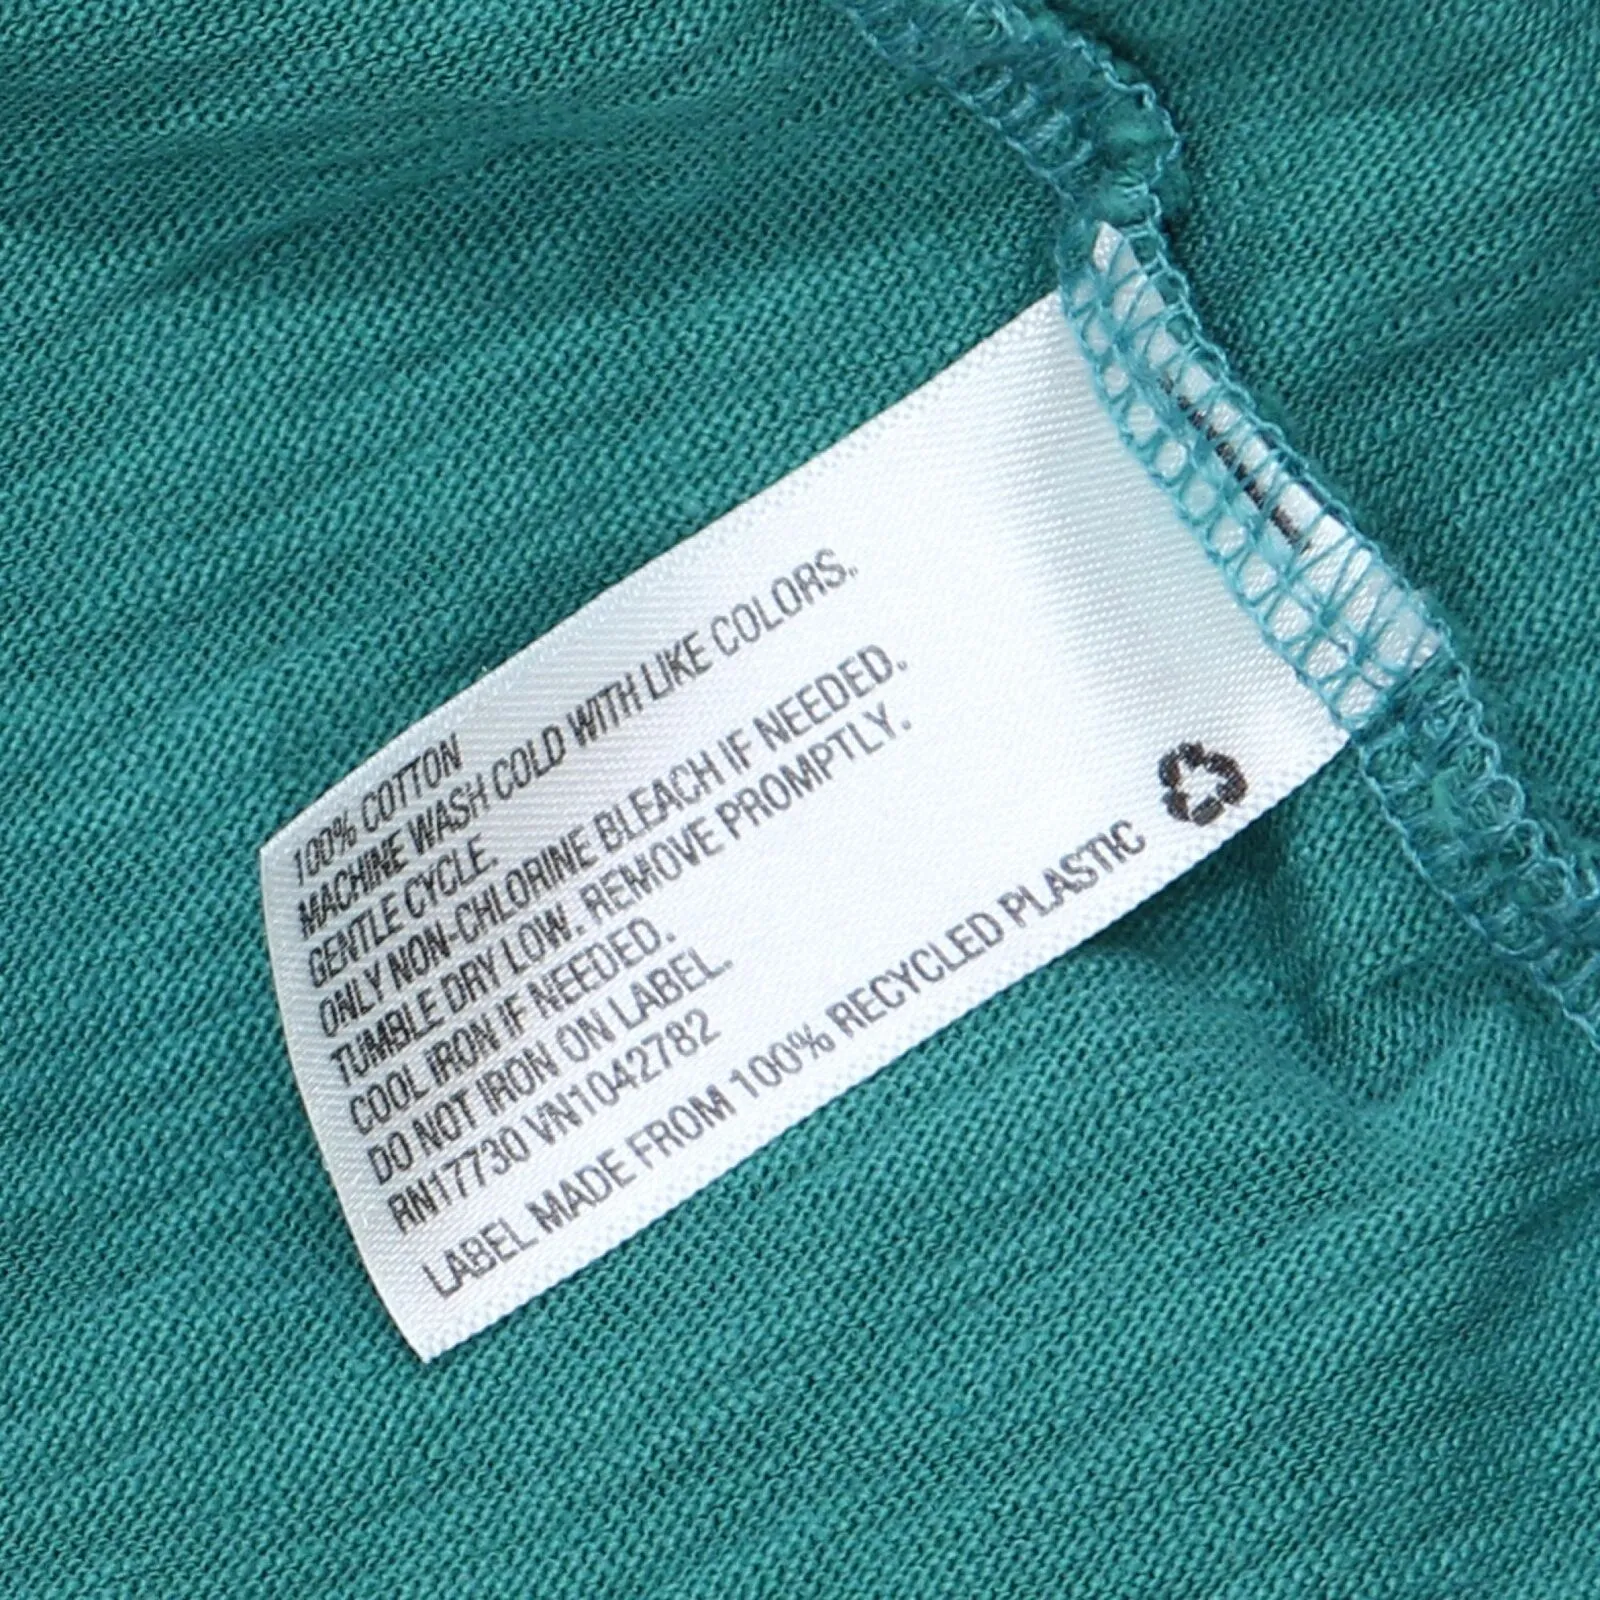 100% COTTON
MACHINE WASH COLD WITH LIKE COLORS.
GENTLE CYCLE.
ONLY NON-CHLORINE BLEACH IF NEEDED.
TUMBLE DRY LOW. REMOVE PROMPTLY.
COOL IRON IF NEEDED.
DO NOT IRON ON LABEL.
RN17730 VN1042782
LABEL MADE FROM 100% RECYCLED PLASTIC